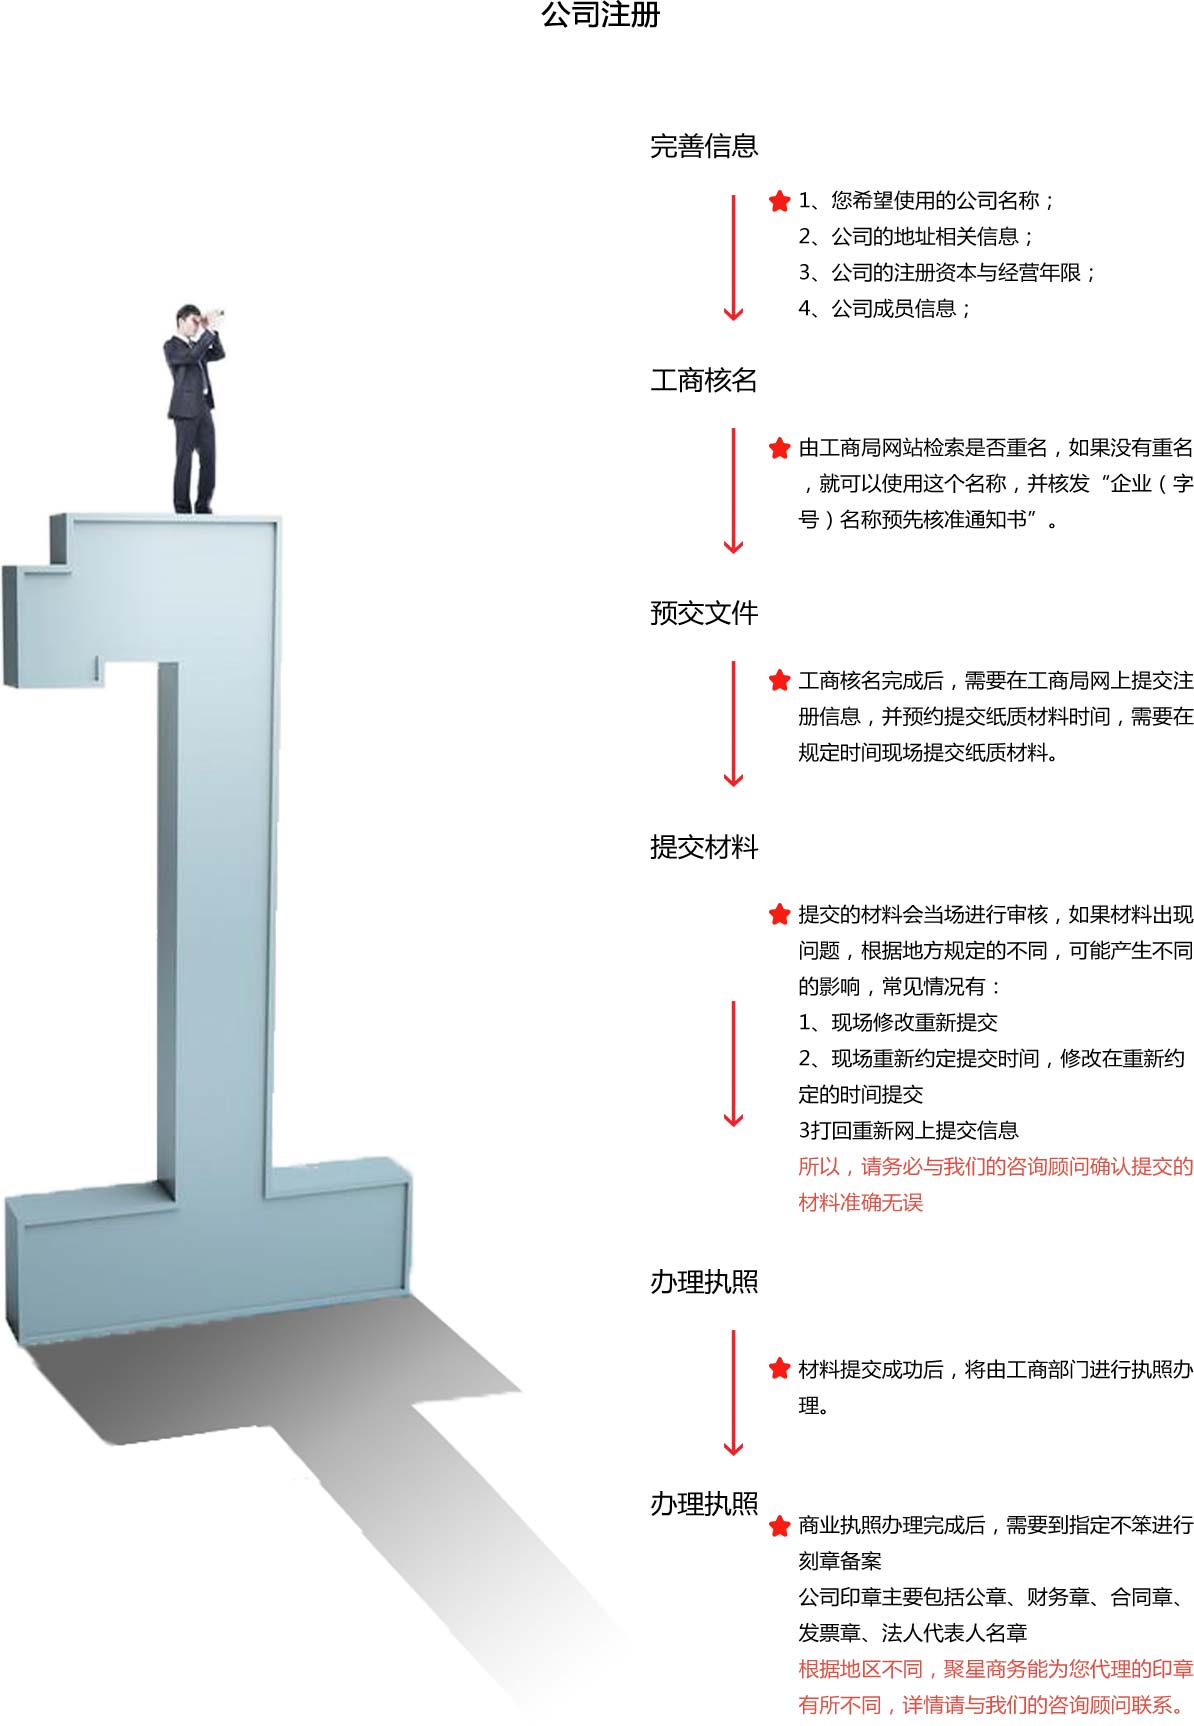 公司注册
完善信息
1、您希望使用的公司名称；
2、公司的地址相关信息；
3、公司的注册资本与经营年限；
4、公司成员信息；
工商核名
由工商局网站检索是否重名，如果没有重名
，就可以使用这个名称，并核发“企业（字
号）名称预先核准通知书”。
预交文件
工商核名完成后，需要在工商局网上提交注
册信息，并预约提交纸质材料时间，需要在
规定时间现场提交纸质材料。
提交材料
提交的材料会当场进行审核，如果材料出现
问题，根据地方规定的不同，可能产生不同
的影响，常见情况有：
1、现场修改重新提交
2、现场重新约定提交时间，修改在重新约
定的时间提交
3打回重新网上提交信息
所以，请务必与我们的咨询顾问确认提交的
材料准确无误
办理执照
材料提交成功后，将由工商部门进行执照办
理。
办理执照
商业执照办理完成后，需要到指定不笨进行
刻章备案
公司印章主要包括公章、财务章、合同章、
发票章、法人代表人名章
根据地区不同，聚星商务能为您代理的印章
有所不同，详情请与我们的咨询顾问联系。